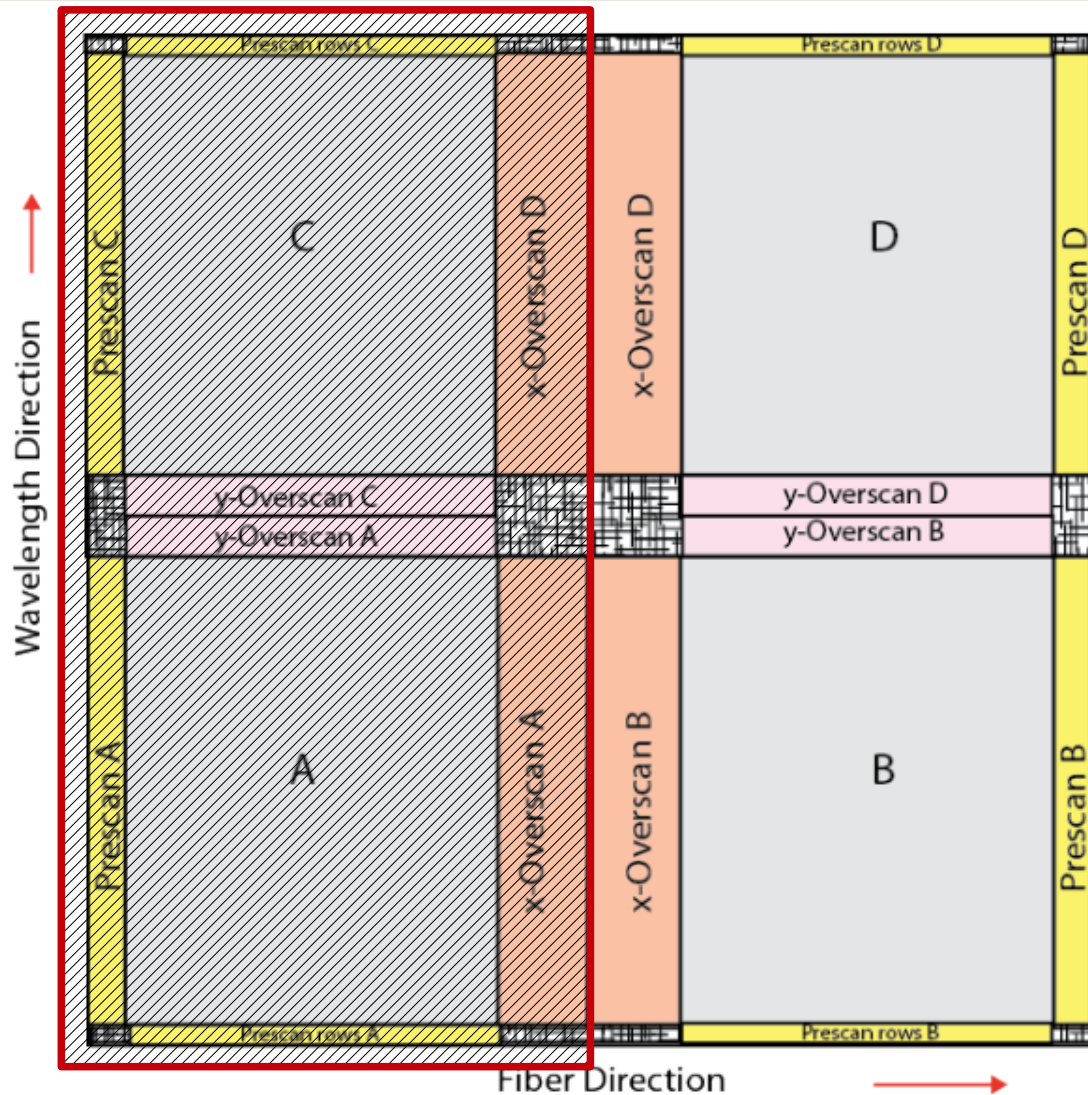 Prescan rows C
Prescan rows D
Wavelength Direction
Prescan C
C
x-Overscan D
x-Overscan D
D
Prescan D
y-Overscan C
y-Overscan D
y-Overscan A
y-Overscan B
Prescan A
A
x-Overscan A
x-Overscan B
B
Prescan B
Prescan rows A
Prescan rows B
Fiber Direction